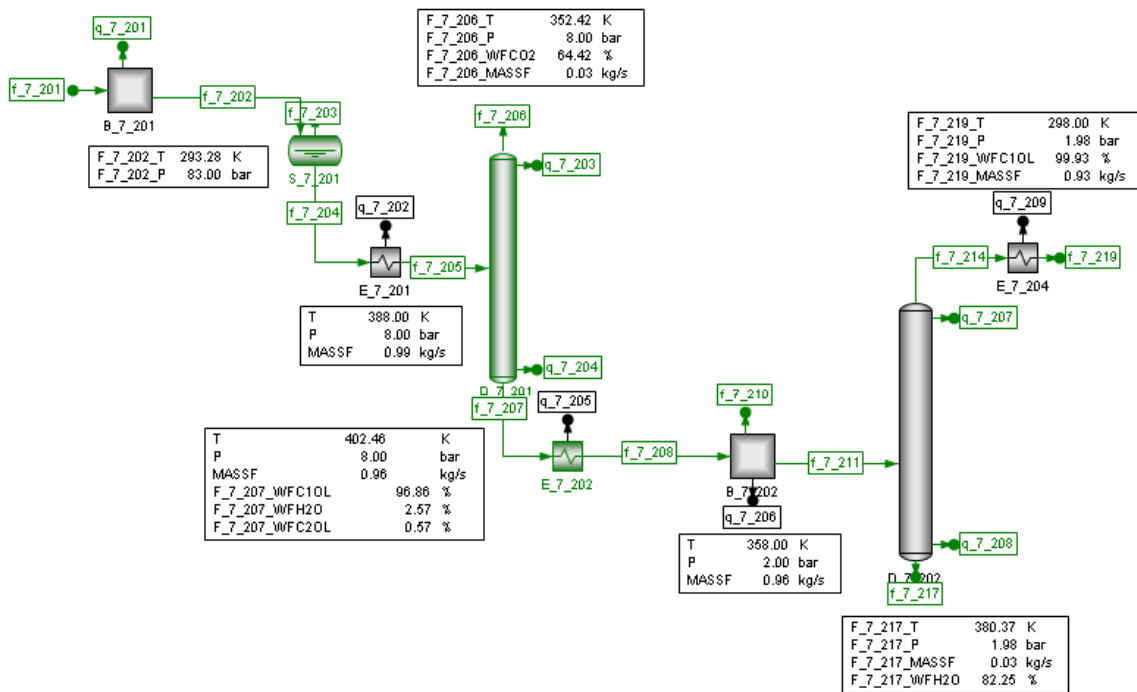 F_7_206_T 352.42 K
F_7_206_P 8.00 bar
F_7_206_WFCO2 64.42 %
F_7_206_MASSF 0.03 kg/s
q_7_201
f_7_201
f_7_202
B_7_201
f_7_203
f_7_206
F_7_202_T 293.28 K
F_7_202_P 83.00 bar
S_7_201
q_7_203
F_7_219_T 298.00 K
F_7_219_P 1.98 bar
F_7_219_WFC1OL 99.93 %
F_7_219_MASSF 0.93 kg/s
f_7_204
q_7_202
q_7_209
f_7_205
E_7_201
f_7_214
f_7_219
E_7_204
T 388.00 K
P 8.00 bar
MASSF 0.99 kg/s
q_7_207
q_7_204
D_7_201
f_7_207
q_7_205
f_7_210
T 402.46 K
P 8.00 bar
MASSF 0.96 kg/s
F_7_207_WFC1OL 96.86 %
F_7_207_WFH2O 2.57 %
F_7_207_WFC2OL 0.57 %
f_7_208
E_7_202
f_7_211
B_7_202
q_7_206
q_7_208
T 358.00 K
P 2.00 bar
MASSF 0.96 kg/s
D_7_202
f_7_217
F_7_217_T 380.37 K
F_7_217_P 1.98 bar
F_7_217_MASSF 0.03 kg/s
F_7_217_WFH2O 82.25 %